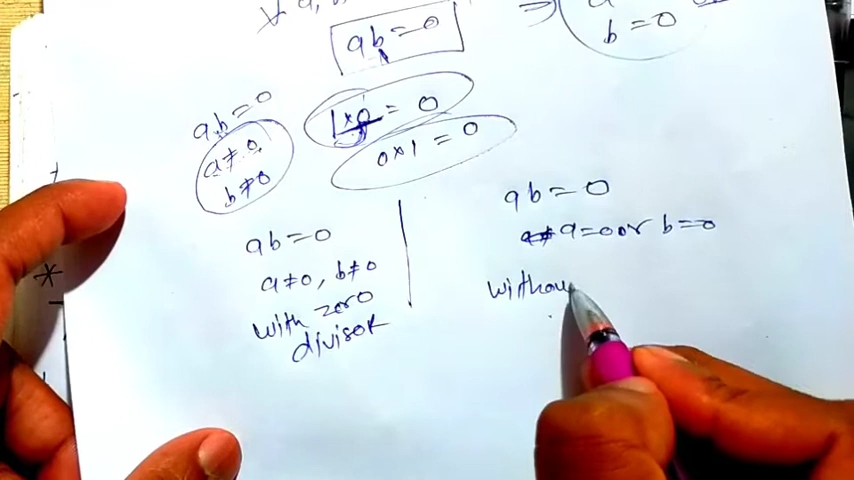 ∀ a,
ab = 0
⇒
a
b = 0
ab = 0
a ≠ 0
b ≠ 0
1 × 0 = 0
0 × 1 = 0
ab = 0
a ≠ 0, b ≠ 0
with zero
divisor
ab = 0
a = 0 or b = 0
withou